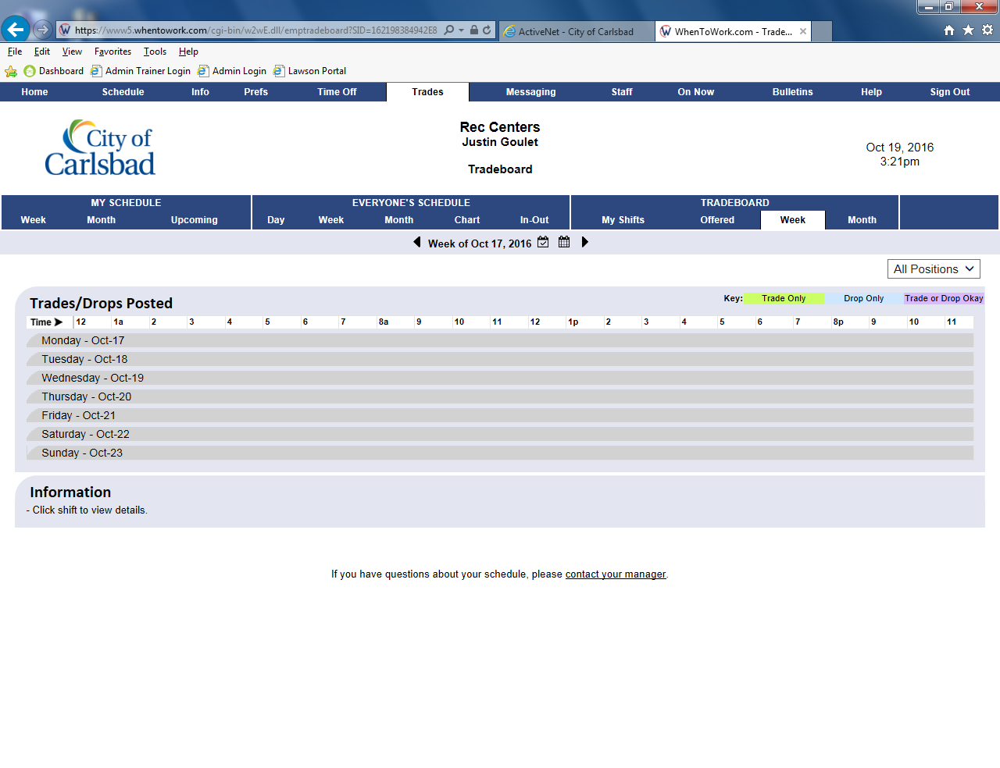 https://www5.whentowork.com/cgi-bin/w2wE.dll/emptradeboard?SID=162198384942E8
ActiveNet - City of Carlsbad
WhenToWork.com - Trade...
File Edit View Favorites Tools Help
Dashboard Admin Trainer Login Admin Login Lawson Portal
Home Schedule Info Prefs Time Off Trades Messaging Staff On Now Bulletins Help Sign Out
City of
Carlsbad
Rec Centers
Justin Goulet
Tradeboard
Oct 19, 2016
3:21pm
MY SCHEDULE EVERYONE'S SCHEDULE TRADEBOARD
Week Month Upcoming Day Week Month Chart In-Out My Shifts Offered Week Month
Week of Oct 17, 2016
All Positions
Trades/Drops Posted
Key: Trade Only Drop Only Trade or Drop Okay
Time 12 1a 2 3 4 5 6 7 8a 9 10 11 12 1p 2 3 4 5 6 7 8p 9 10 11
Monday - Oct-17
Tuesday - Oct-18
Wednesday - Oct-19
Thursday - Oct-20
Friday - Oct-21
Saturday - Oct-22
Sunday - Oct-23
Information
- Click shift to view details.
If you have questions about your schedule, please contact your manager.